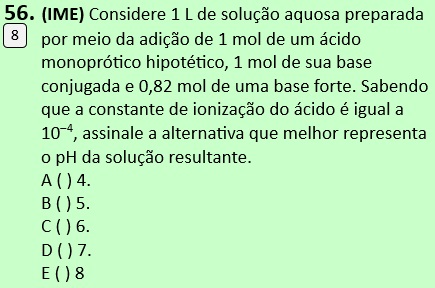 56. (IME) Considere 1 L de solução aquosa preparada
8 por meio da adição de 1 mol de um ácido
monoprótico hipotético, 1 mol de sua base
conjugada e 0,82 mol de uma base forte. Sabendo
que a constante de ionização do ácido é igual a
10⁻⁴, assinale a alternativa que melhor representa
o pH da solução resultante.
A ( ) 4.
B ( ) 5.
C ( ) 6.
D ( ) 7.
E ( ) 8